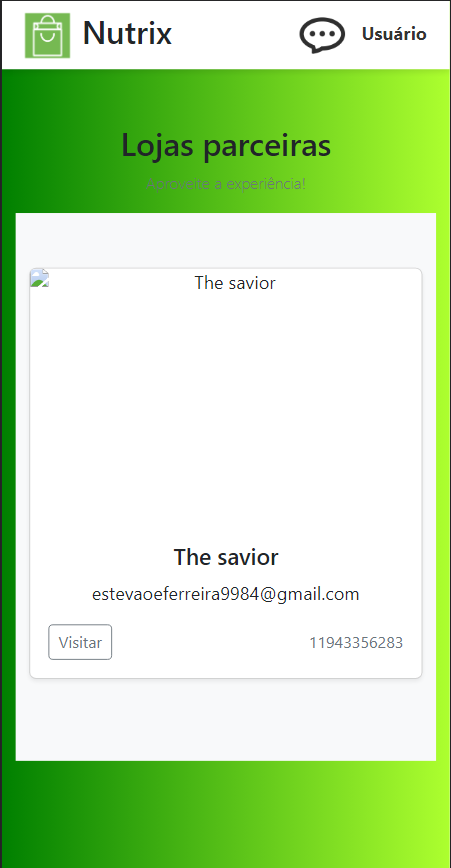 Nutrix
Usuário
Lojas parceiras
Aproveite a experiência!
The savior
The savior
estevaoeferreira9984@gmail.com
Visitar
11943356283